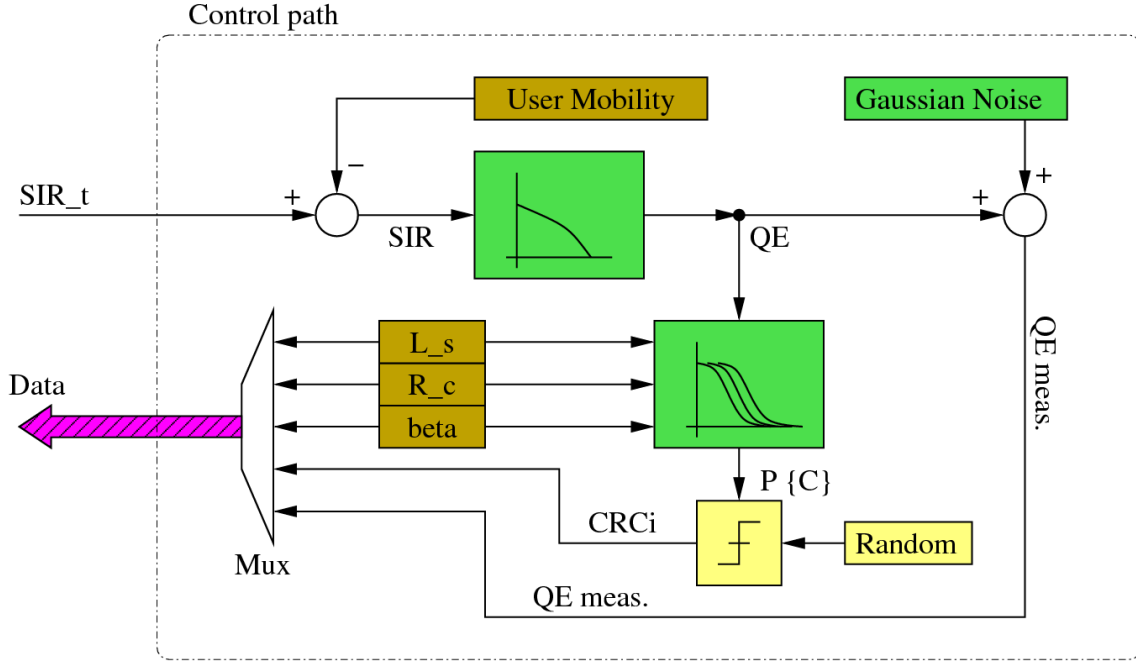 Control path
User Mobility
Gaussian Noise
−
+
SIR_t
+
+
SIR
QE
L_s
QE meas.
Data
R_c
beta
P {C}
CRCi
Random
Mux
QE meas.